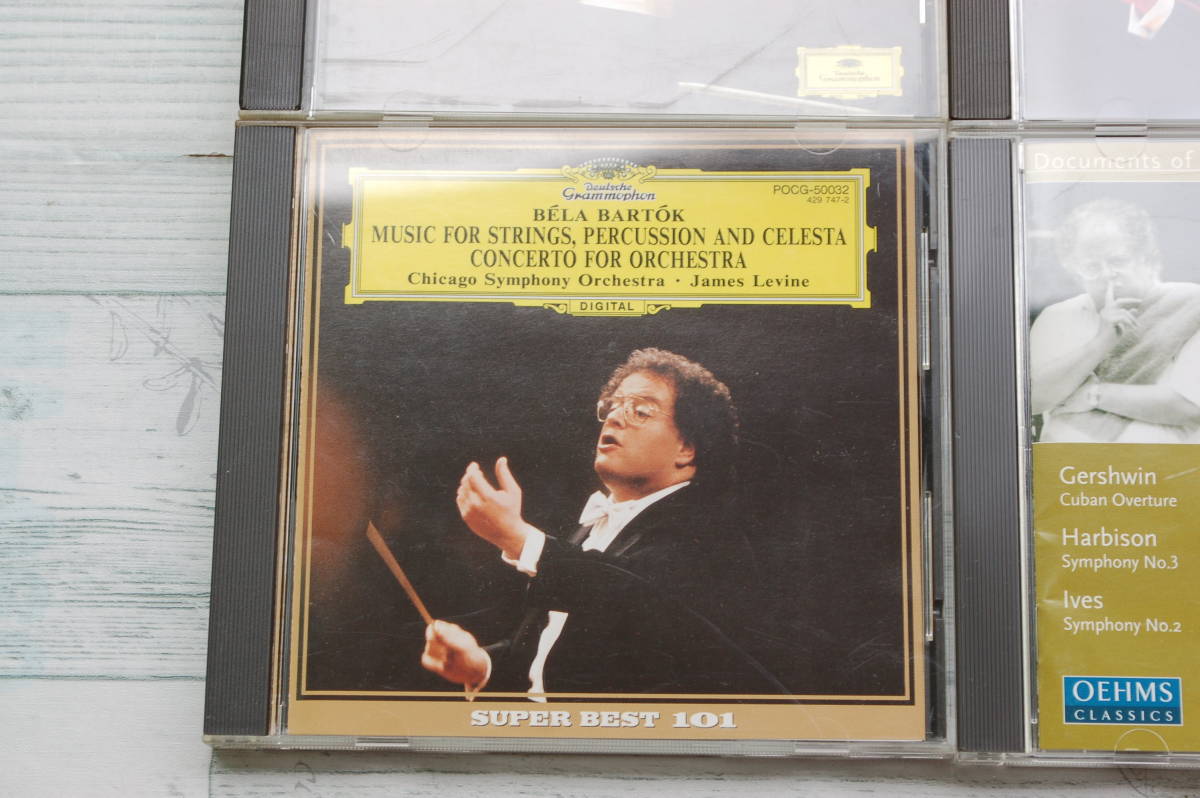 Deutsche
Grammophon
Deutsche
Grammophon
POCG-50032
429 747-2
BÉLA BARTÓK
MUSIC FOR STRINGS, PERCUSSION AND CELESTA
CONCERTO FOR ORCHESTRA
Chicago Symphony Orchestra · James Levine
DIGITAL
SUPER BEST 101
Documents of
Gershwin
Cuban Overture
Harbison
Symphony No.3
Ives
Symphony No.2
OEHMS
CLASSICS